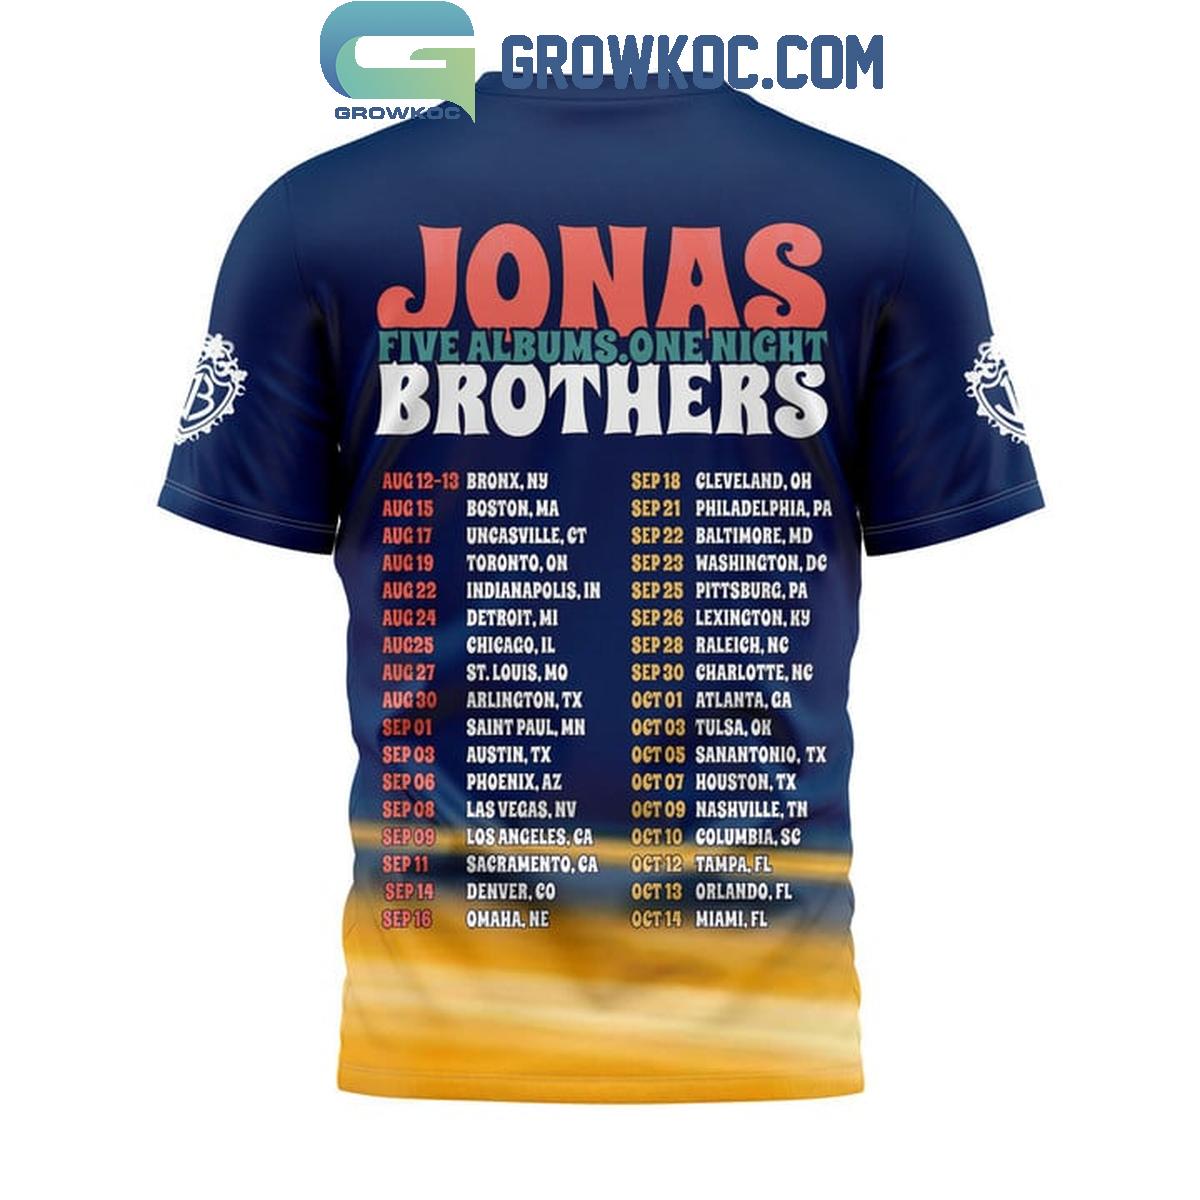 GROWKOC.COM
GROWKOC
JONAS
FIVE ALBUMS.ONE NIGHT
BROTHERS
AUG 12-13 BRONX, NY
AUG 15 BOSTON, MA
AUG 17 UNCASVILLE, CT
AUG 19 TORONTO, ON
AUG 22 INDIANAPOLIS, IN
AUG 24 DETROIT, MI
AUG25 CHICAGO, IL
AUG 27 ST. LOUIS, MO
AUG 30 ARLINGTON, TX
SEP 01 SAINT PAUL, MN
SEP 03 AUSTIN, TX
SEP 06 PHOENIX, AZ
SEP 08 LAS VEGAS, NV
SEP 09 LOS ANGELES, CA
SEP 11 SACRAMENTO, CA
SEP 14 DENVER, CO
SEP 16 OMAHA, NE
SEP 18 CLEVELAND, OH
SEP 21 PHILADELPHIA, PA
SEP 22 BALTIMORE, MD
SEP 23 WASHINGTON, DC
SEP 25 PITTSBURG, PA
SEP 26 LEXINGTON, KY
SEP 28 RALEIGH, NC
SEP 30 CHARLOTTE, NC
OCT 01 ATLANTA, GA
OCT 03 TULSA, OK
OCT 05 SANANTONIO, TX
OCT 07 HOUSTON, TX
OCT 09 NASHVILLE, TN
OCT 10 COLUMBIA, SC
OCT 12 TAMPA, FL
OCT 13 ORLANDO, FL
OCT 14 MIAMI, FL